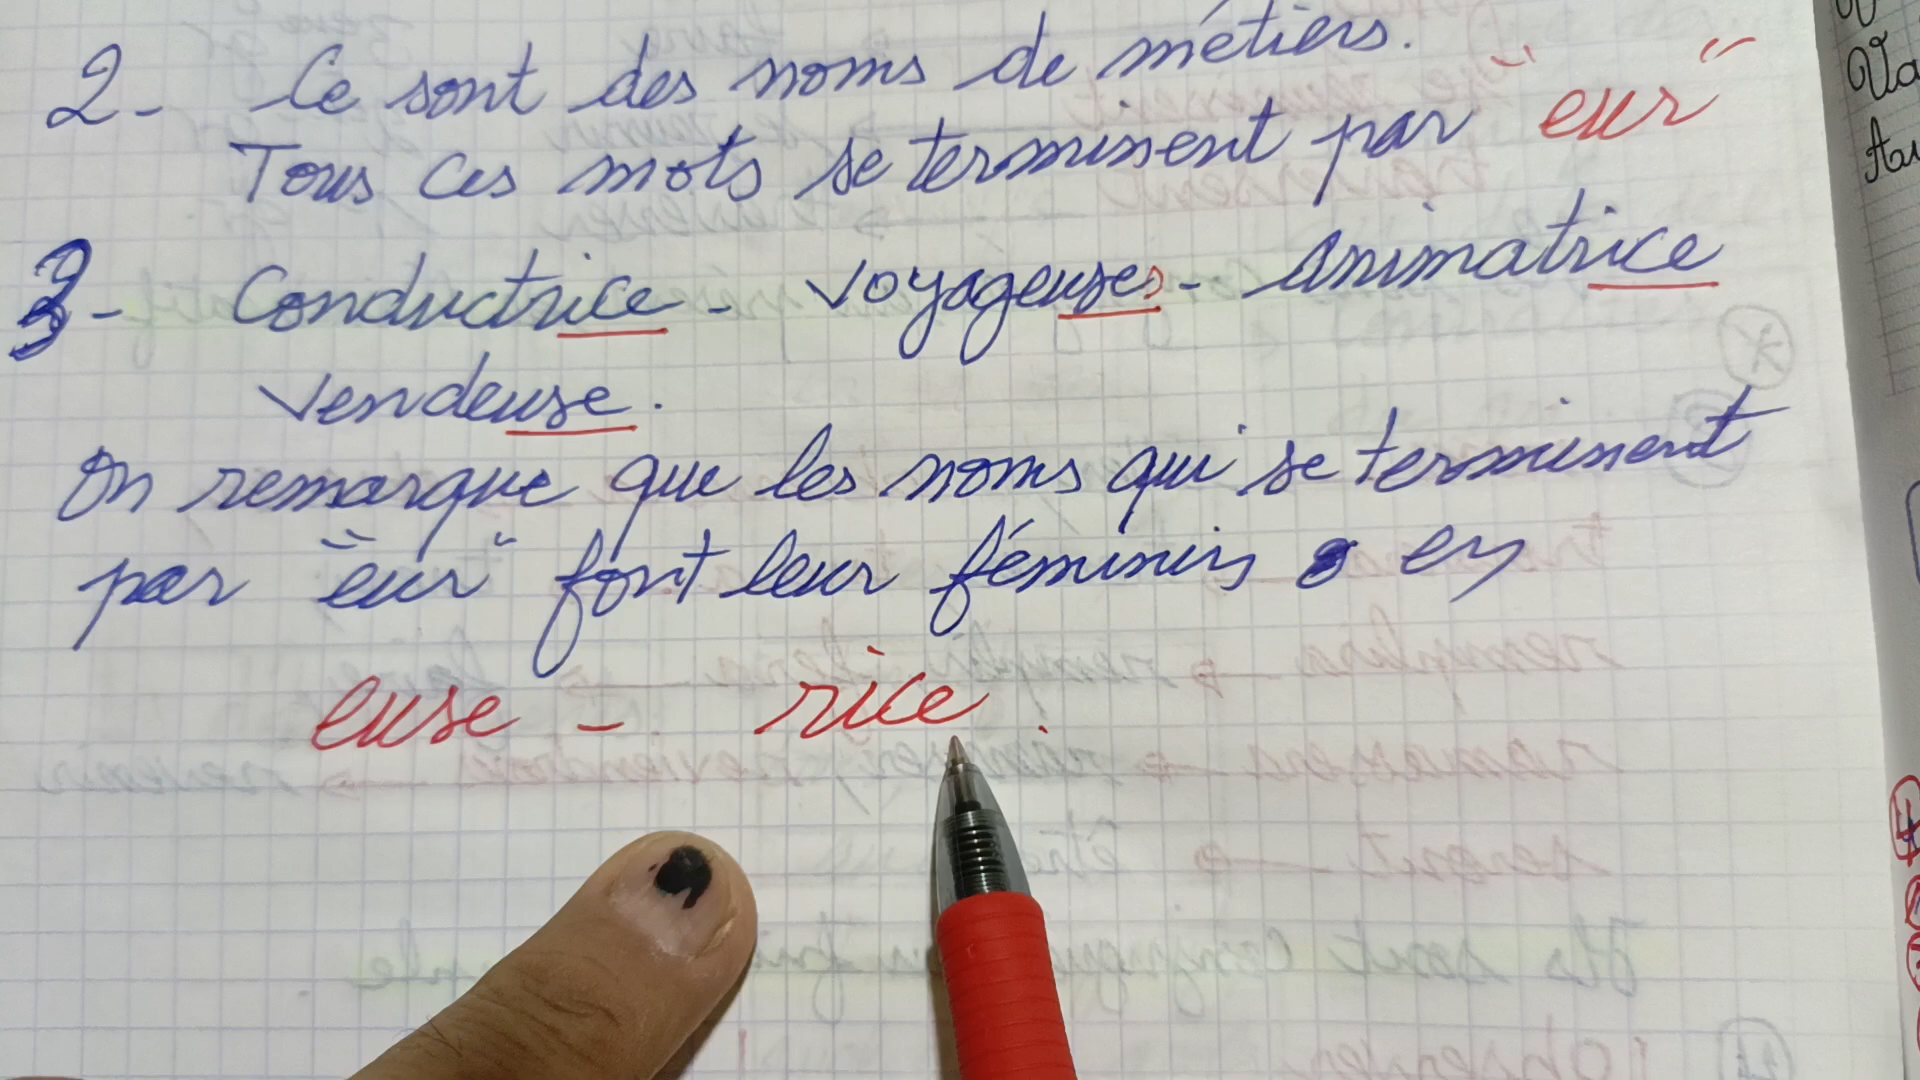 2- Ce sont des noms de métiers.
Tous ces mots se terminent par "eur"
3- Conductrice - voyageuses - animatrice
vendeuse.
On remarque que les noms qui se terminent
par "eur" font leur féminin en
euse - rice.